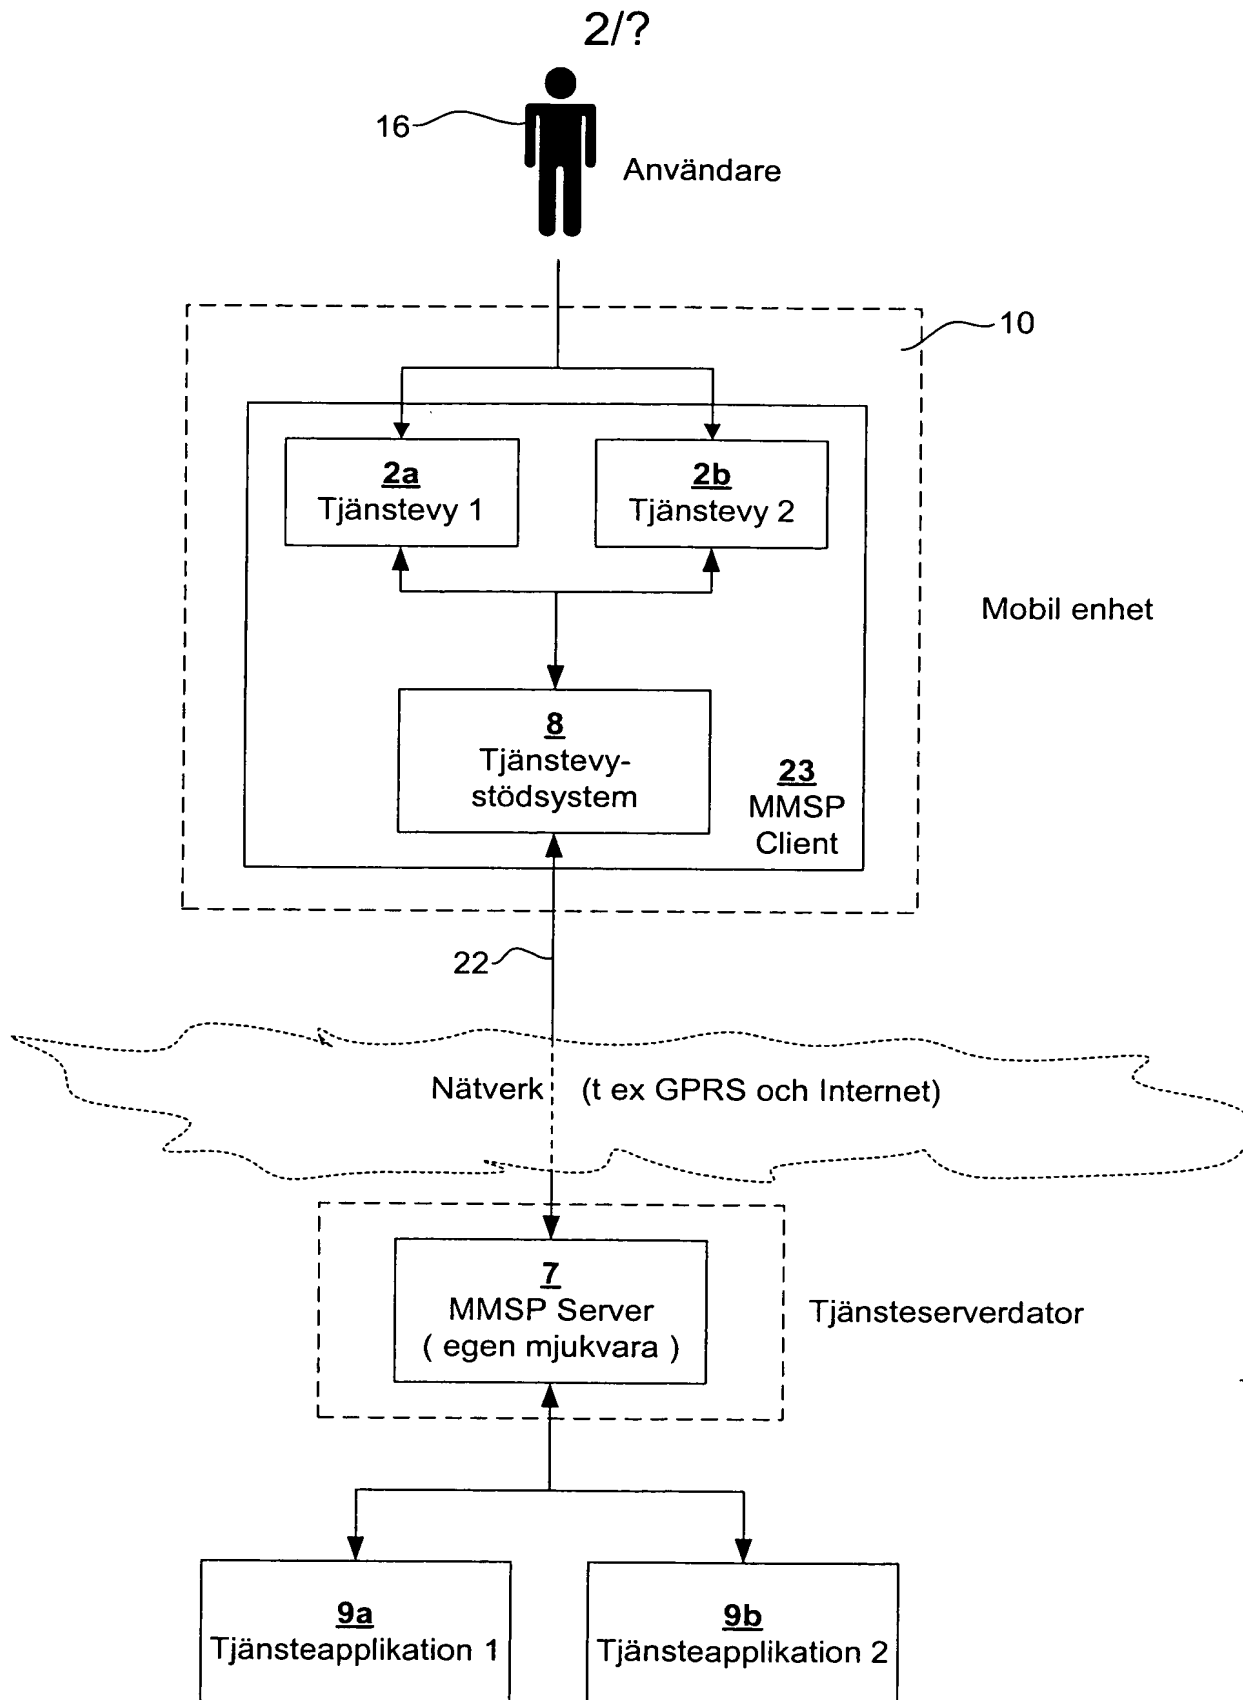 2/?
16
Användare
10
2a
Tjänstevy 1
2b
Tjänstevy 2
Mobil enhet
8
Tjänstevy-
stödsystem
23
MMSP
Client
22
Nätverk (t ex GPRS och Internet)
7
MMSP Server
( egen mjukvara )
Tjänsteserverdator
9a
Tjänsteapplikation 1
9b
Tjänsteapplikation 2